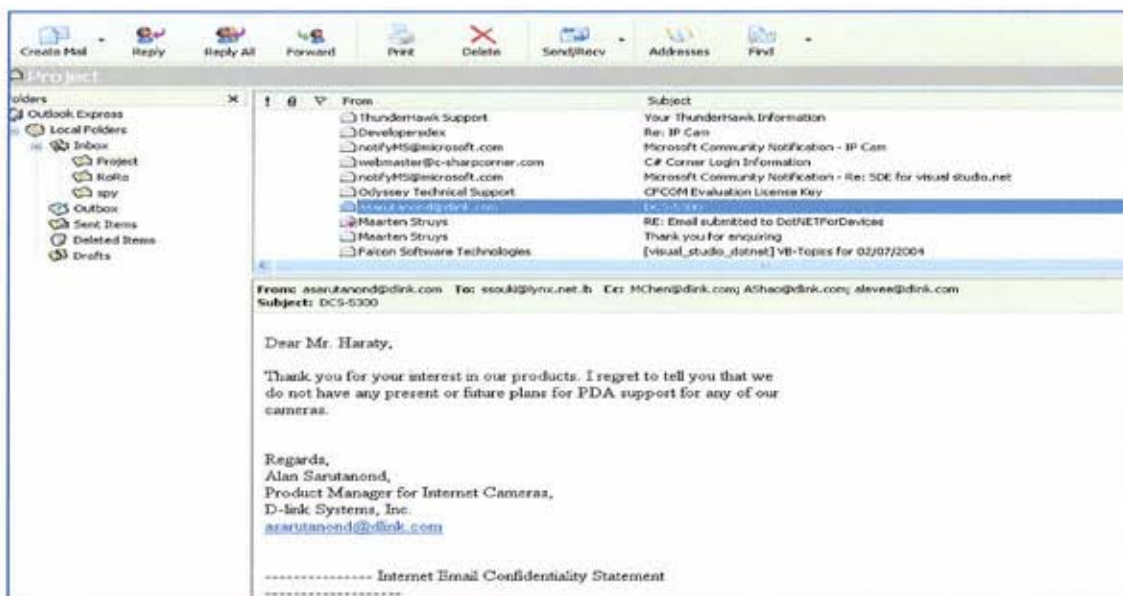 Create Mail Reply Reply All Forward Print Delete Send/Recv Addresses Find
Project
olders x
Outlook Express
Local Folders
Inbox
Project
RoRo
spy
Outbox
Sent Items
Deleted Items
Drafts
! From Subject
ThunderHawk Support Your ThunderHawk Information
Developersdex Re: IP Cam
notifyMS@microsoft.com Microsoft Community Notification - IP Cam
webmaster@c-sharpcorner.com C# Corner Login Information
notifyMS@microsoft.com Microsoft Community Notification - Re: SDE for visual studio.net
Odyssey Technical Support CFCOM Evaluation License Key
asarutanond@dlink.com DCS-5300
Maarten Struys RE: Email submitted to DotNETForDevices
Maarten Struys Thank you for enquiring
Falcon Software Technologies [visual_studio_dotnet] VB-Topics for 02/07/2004
From: asarutanond@dlink.com To: ssouki@lynx.net.lb Cc: MChen@dlink.com; AShao@dlink.com; alevee@dlink.com
Subject: DCS-5300
Dear Mr. Haraty,
Thank you for your interest in our products. I regret to tell you that we
do not have any present or future plans for PDA support for any of our
cameras.
Regards,
Alan Sarutanond,
Product Manager for Internet Cameras,
D-link Systems, Inc.
asarutanond@dlink.com
--------------- Internet Email Confidentiality Statement
-------------------